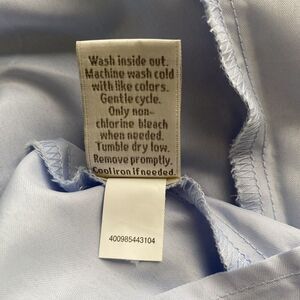 Wash inside out.
Machine wash cold
with like colors.
Gentle cycle.
Only non-
chlorine bleach
when needed.
Tumble dry low.
Remove promptly.
Cool iron if needed.
400985443104